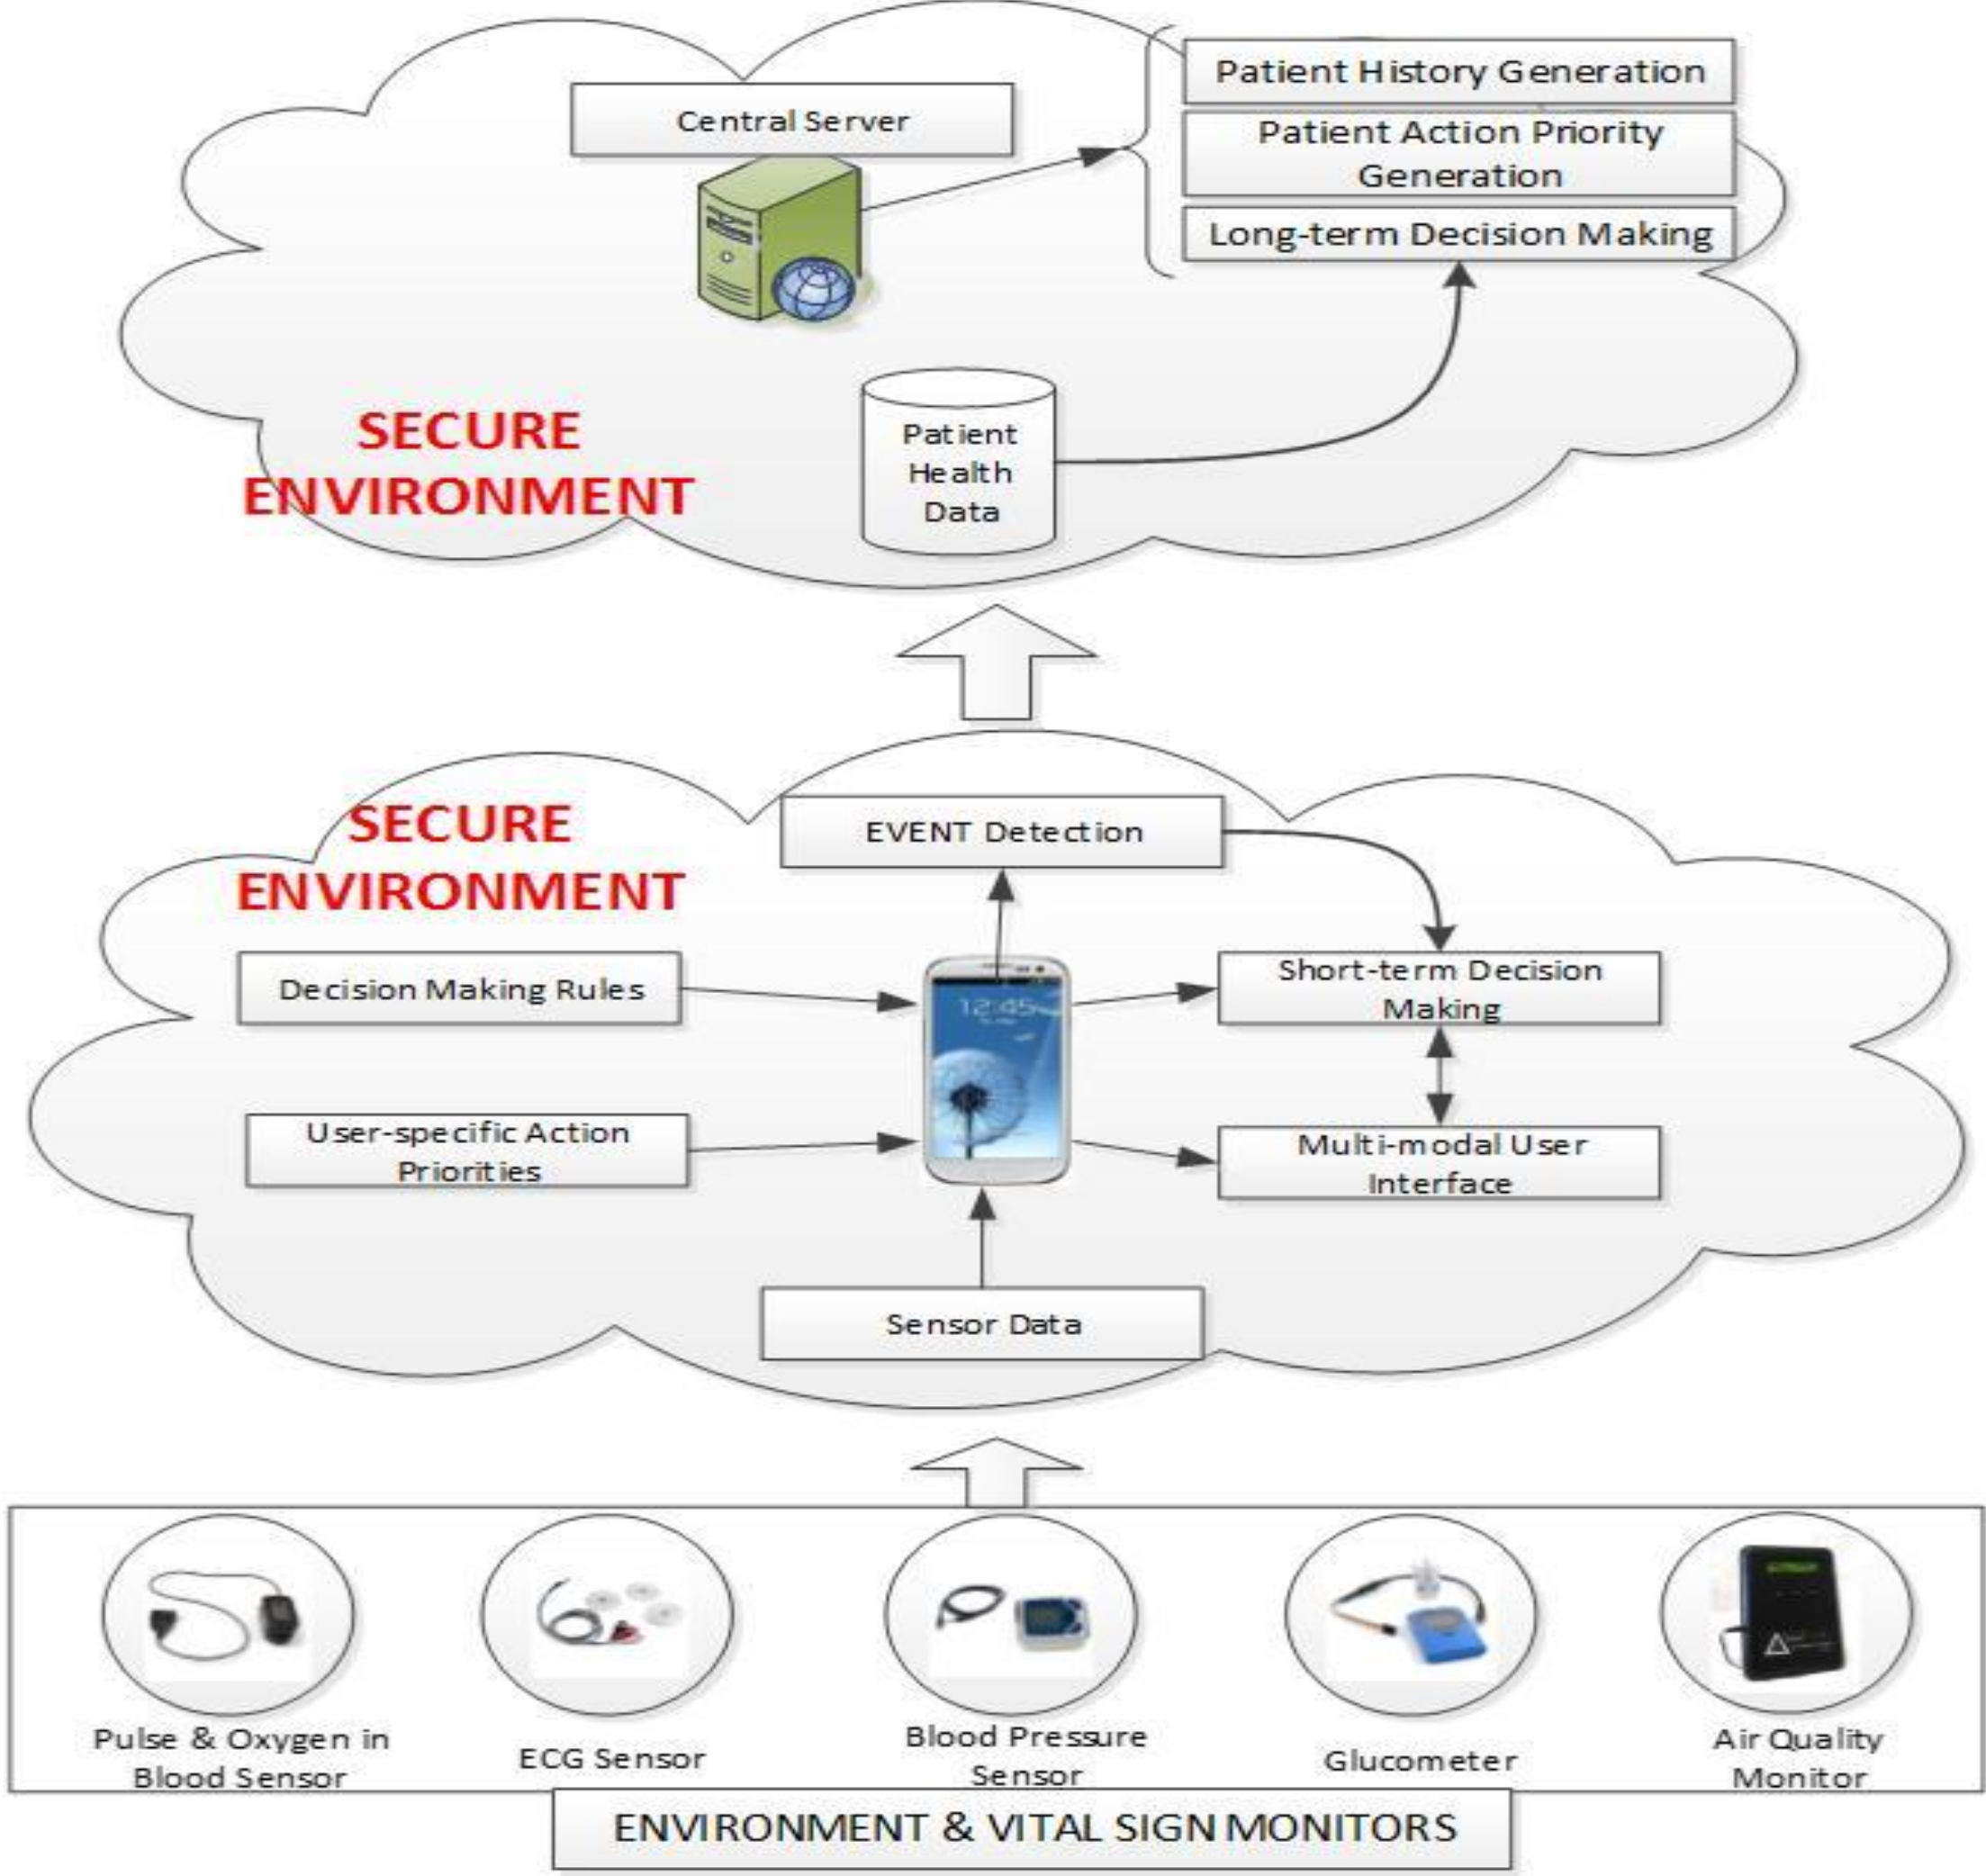 Patient History Generation
Central Server
Patient Action Priority
Generation
Long-term Decision Making
SECURE
ENVIRONMENT
Patient
Health
Data
SECURE
ENVIRONMENT
EVENT Detection
Decision Making Rules
12:45
Short-term Decision
Making
User-specific Action
Priorities
Multi-modal User
Interface
Sensor Data
Pulse & Oxygen in
Blood Sensor
ECG Sensor
Blood Pressure
Sensor
Glucometer
Air Quality
Monitor
ENVIRONMENT & VITAL SIGN MONITORS